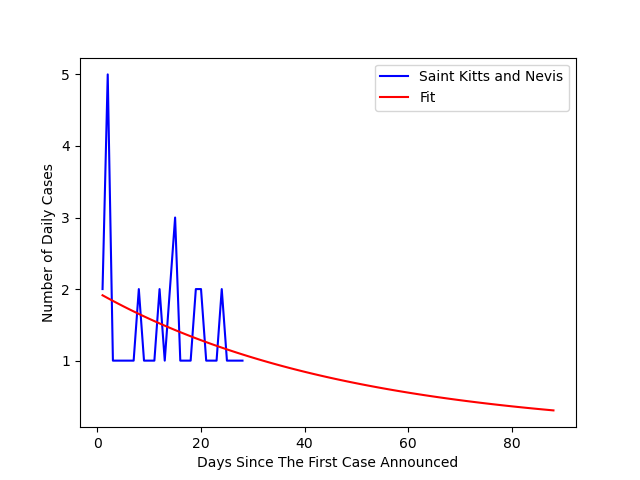 Saint Kitts and Nevis
Fit
5
4
3
2
1
Number of Daily Cases
0 20 40 60 80
Days Since The First Case Announced